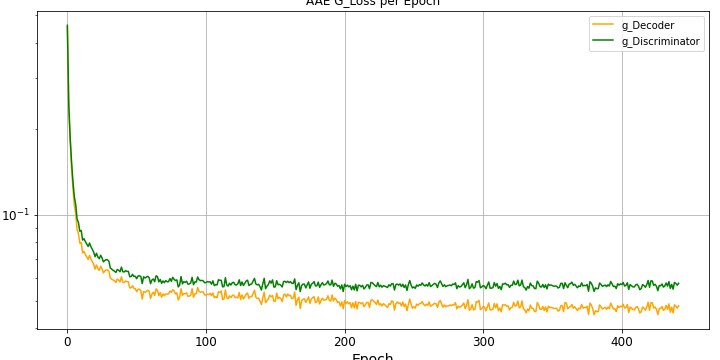 AAE G_Loss per Epoch
g_Decoder
g_Discriminator
10⁻¹
0 100 200 300 400
Epoch